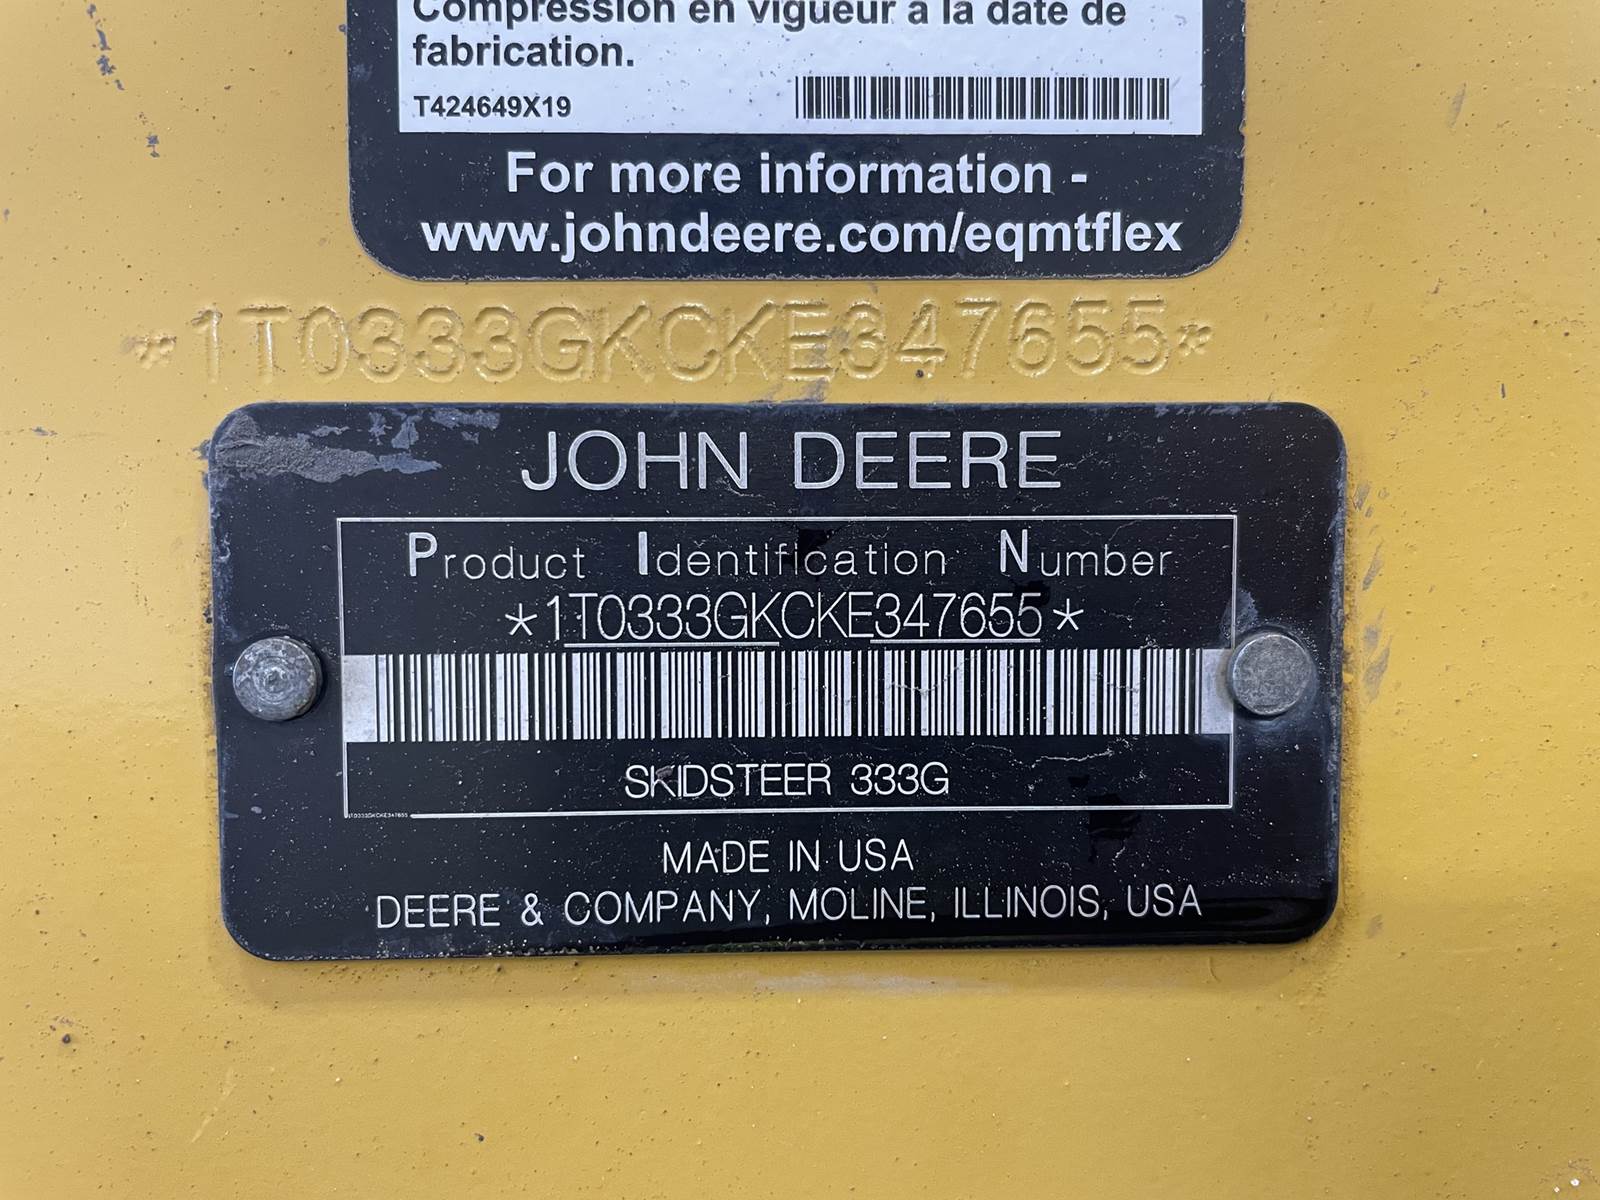 Compression en vigueur à la date de
fabrication.
T424649X19
For more information -
www.johndeere.com/eqmtflex
*1T0333GKCKE347655*
JOHN DEERE
Product Identification Number
*1T0333GKCKE347655*
SKIDSTEER 333G
1T0333GKCKE347655
MADE IN USA
DEERE & COMPANY, MOLINE, ILLINOIS, USA